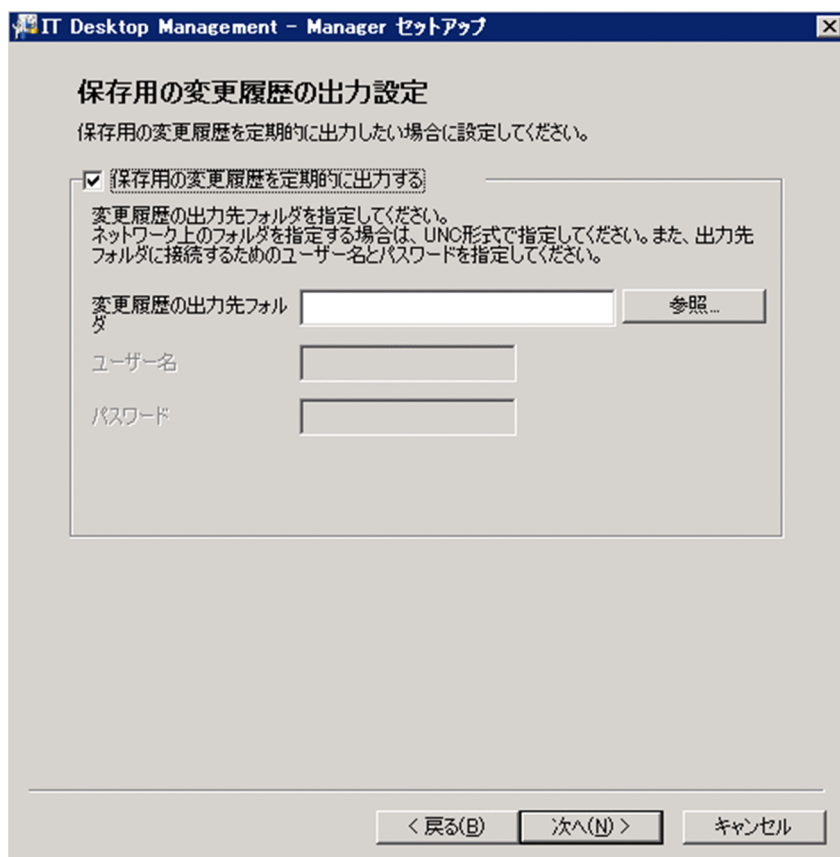 IT Desktop Management - Manager セットアップ
保存用の変更履歴の出力設定
保存用の変更履歴を定期的に出力したい場合に設定してください。
保存用の変更履歴を定期的に出力する
変更履歴の出力先フォルダを指定してください。
ネットワーク上のフォルダを指定する場合は、UNC形式で指定してください。また、出力先
フォルダに接続するためのユーザー名とパスワードを指定してください。
変更履歴の出力先フォル
ダ
参照...
ユーザー名
パスワード
< 戻る(B)
次へ(N) >
キャンセル